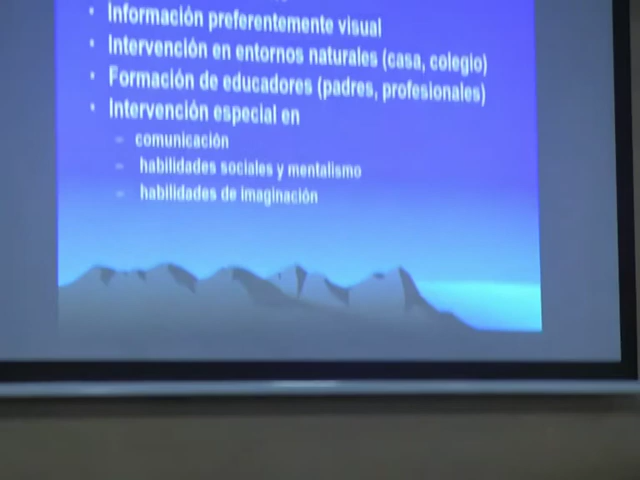 • Información preferentemente visual
• Intervención en entornos naturales (casa, colegio)
• Formación de educadores (padres, profesionales)
• Intervención especial en
– comunicación
– habilidades sociales y mentalismo
– habilidades de imaginación